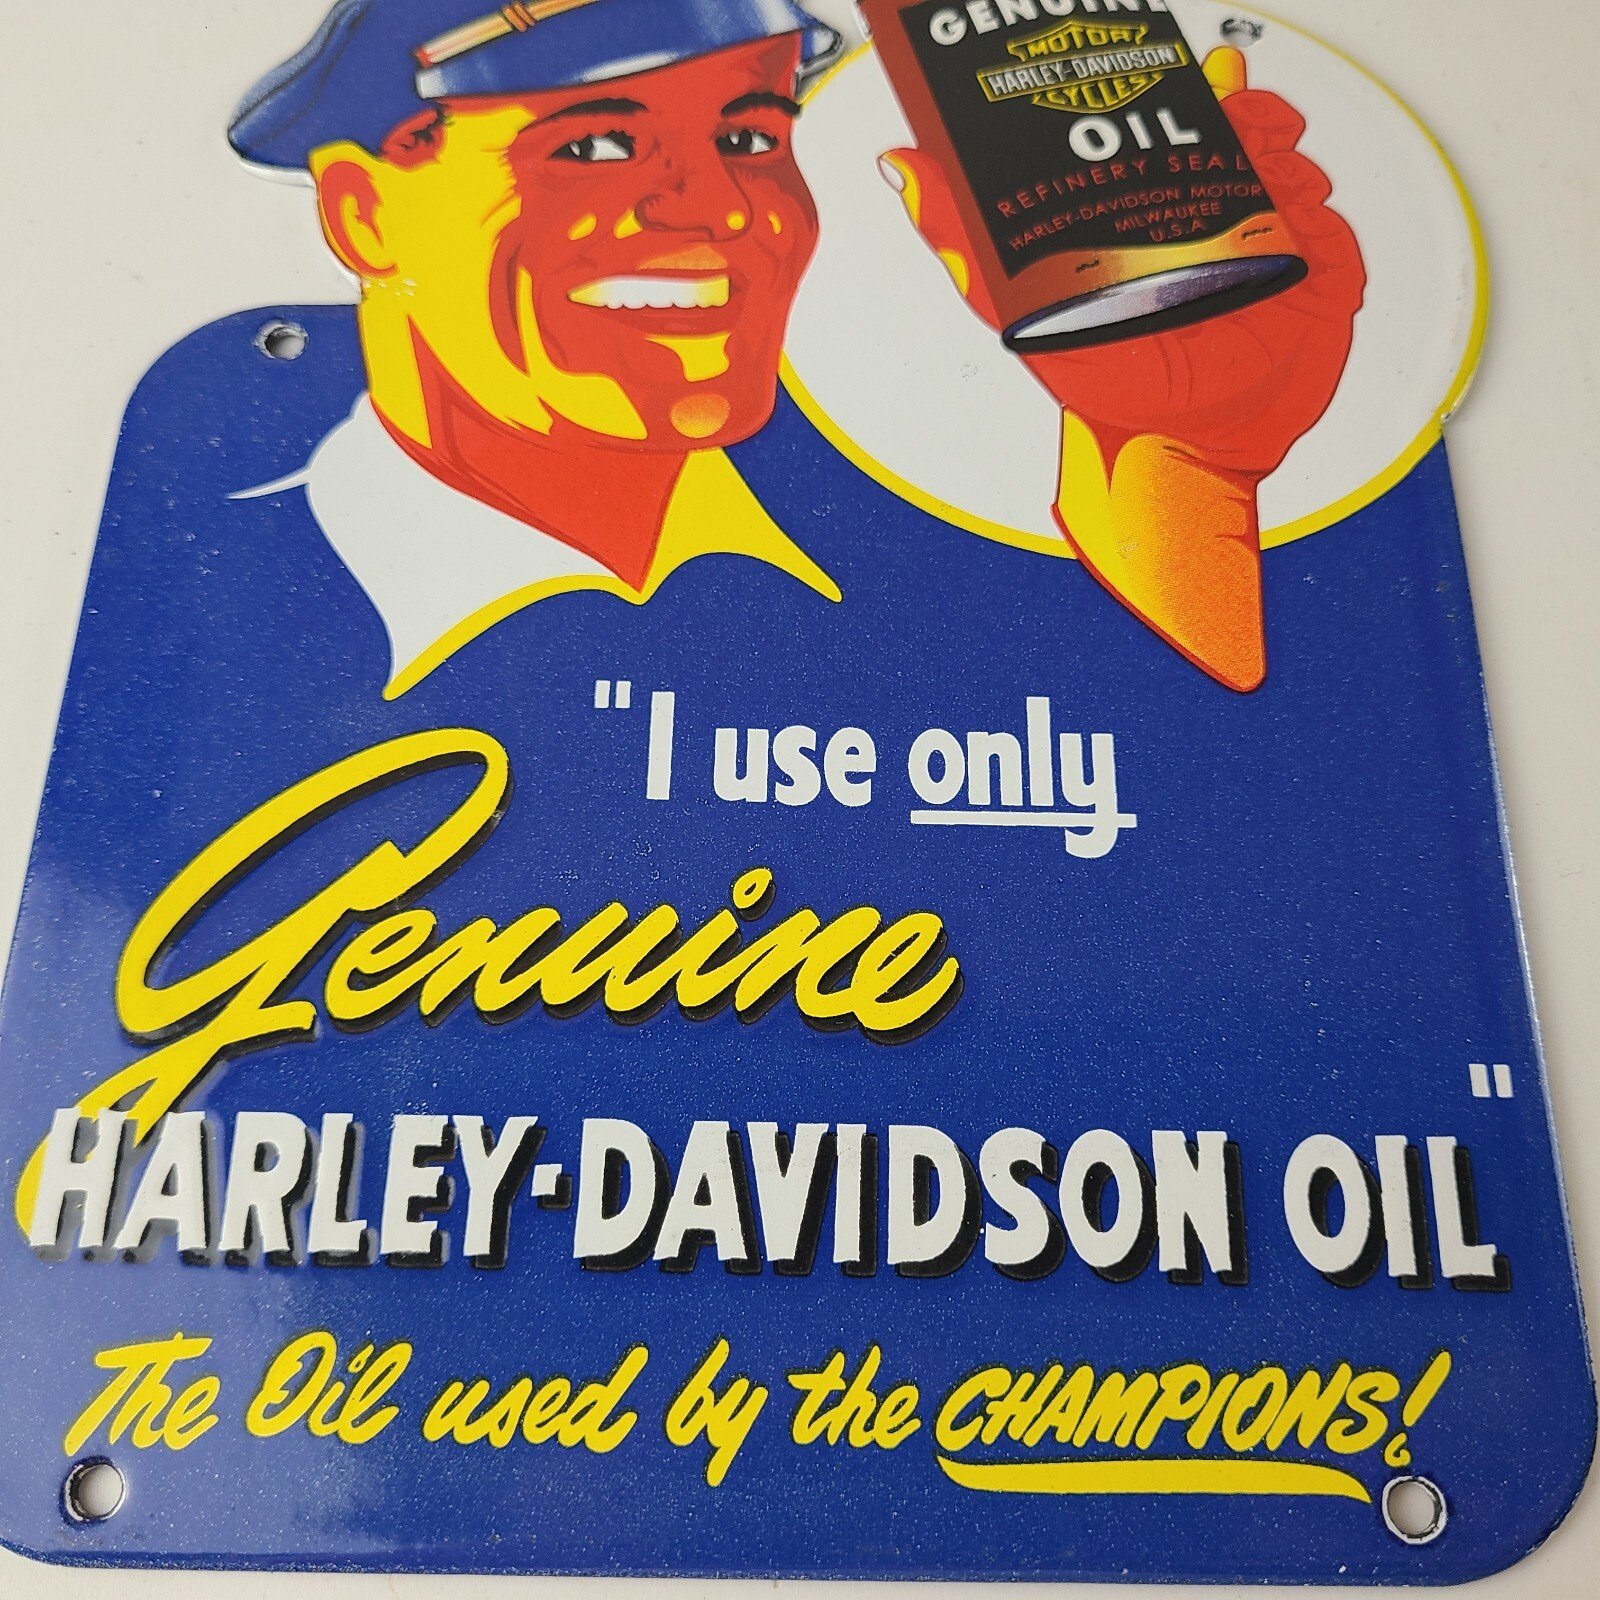 GENUINE
MOTOR
HARLEY-DAVIDSON
CYCLES
OIL
REFINERY SEAL
HARLEY-DAVIDSON MOTOR
MILWAUKEE
U.S.A
"I use only
Genuine
HARLEY-DAVIDSON OIL"
The Oil used by the CHAMPIONS!